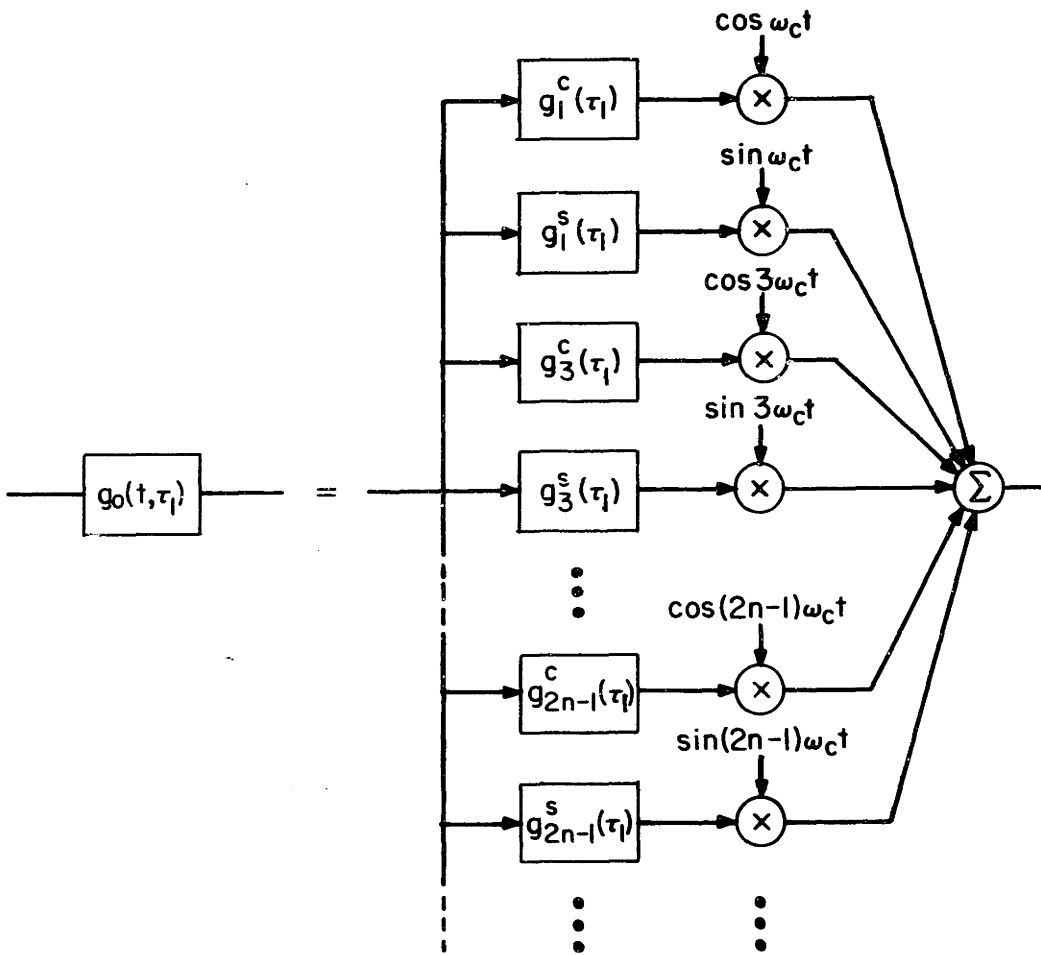 cos ω_c t
g_1^c(τ_1)
×
sin ω_c t
g_1^s(τ_1)
×
cos 3ω_c t
g_3^c(τ_1)
×
sin 3ω_c t
g_0(t, τ_1)
=
g_3^s(τ_1)
×
Σ
cos(2n-1)ω_c t
g_{2n-1}^c(τ_1)
×
sin(2n-1)ω_c t
g_{2n-1}^s(τ_1)
×